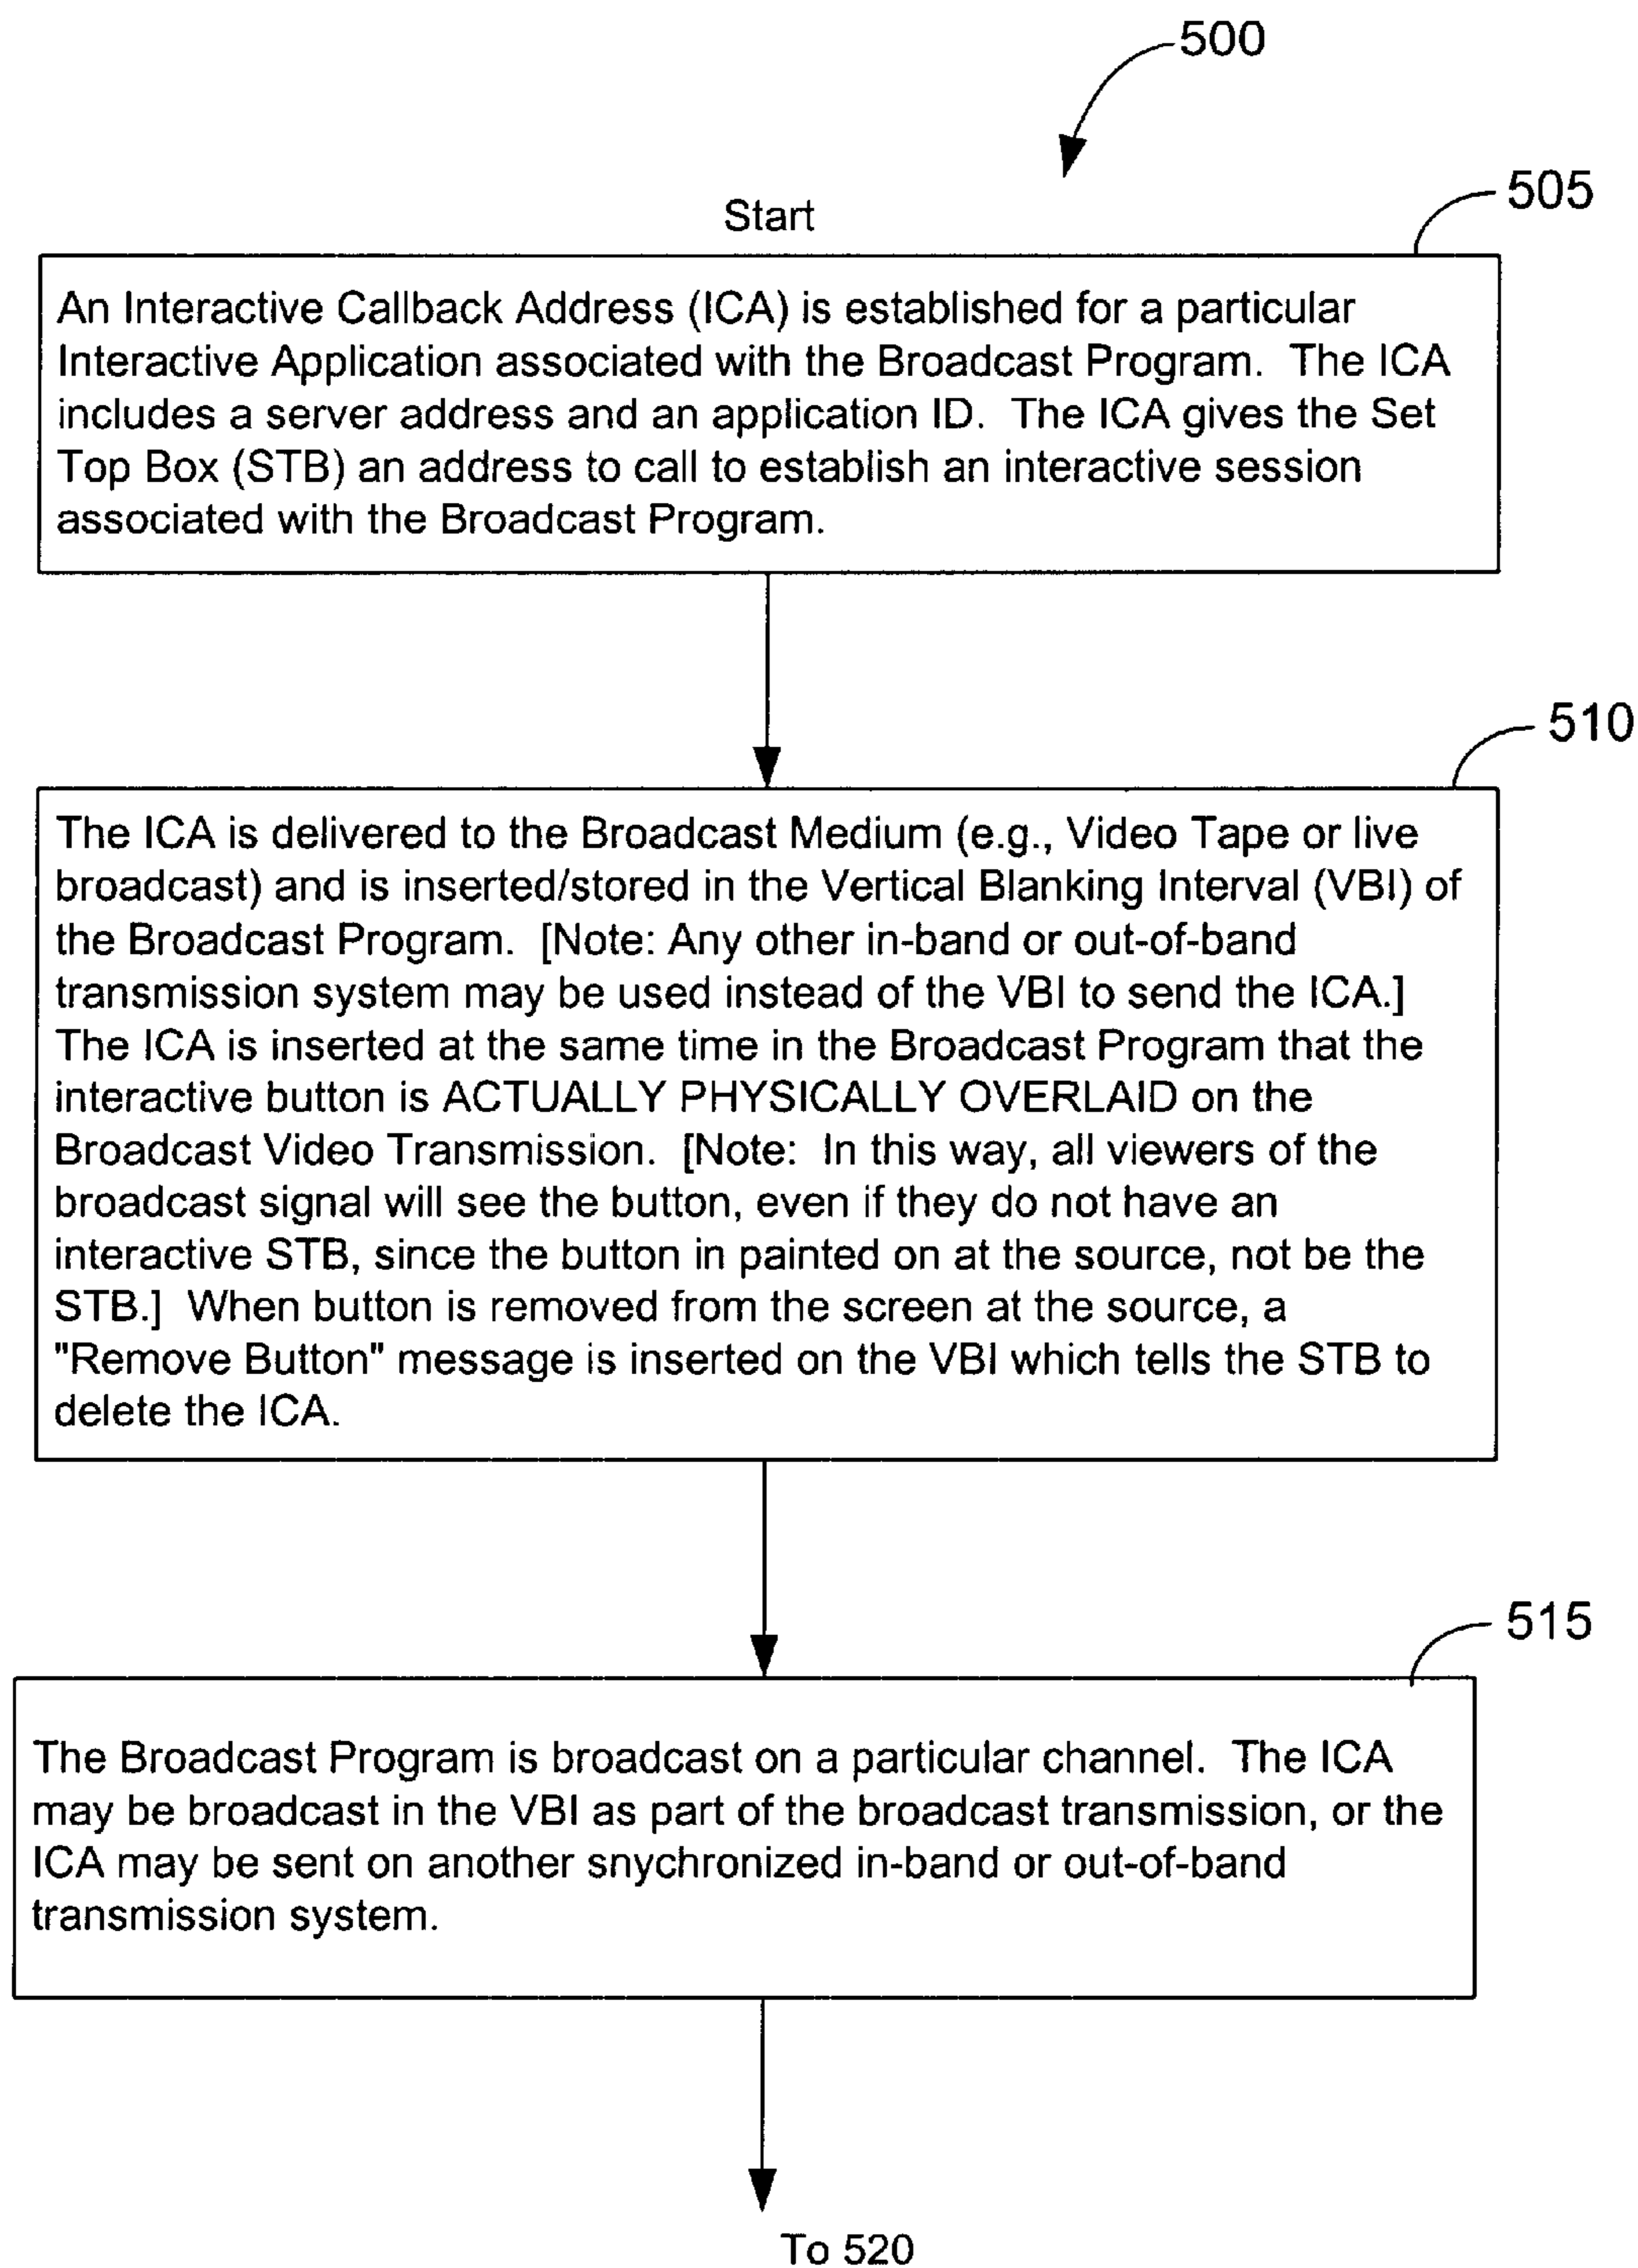 500
505
Start
An Interactive Callback Address (ICA) is established for a particular
Interactive Application associated with the Broadcast Program.  The ICA
includes a server address and an application ID.  The ICA gives the Set
Top Box (STB) an address to call to establish an interactive session
associated with the Broadcast Program.
510
The ICA is delivered to the Broadcast Medium (e.g., Video Tape or live
broadcast) and is inserted/stored in the Vertical Blanking Interval (VBI) of
the Broadcast Program.  [Note: Any other in-band or out-of-band
transmission system may be used instead of the VBI to send the ICA.]
The ICA is inserted at the same time in the Broadcast Program that the
interactive button is ACTUALLY PHYSICALLY OVERLAID on the
Broadcast Video Transmission.  [Note:  In this way, all viewers of the
broadcast signal will see the button, even if they do not have an
interactive STB, since the button in painted on at the source, not be the
STB.]  When button is removed from the screen at the source, a
"Remove Button" message is inserted on the VBI which tells the STB to
delete the ICA.
515
The Broadcast Program is broadcast on a particular channel.  The ICA
may be broadcast in the VBI as part of the broadcast transmission, or the
ICA may be sent on another snychronized in-band or out-of-band
transmission system.
To 520